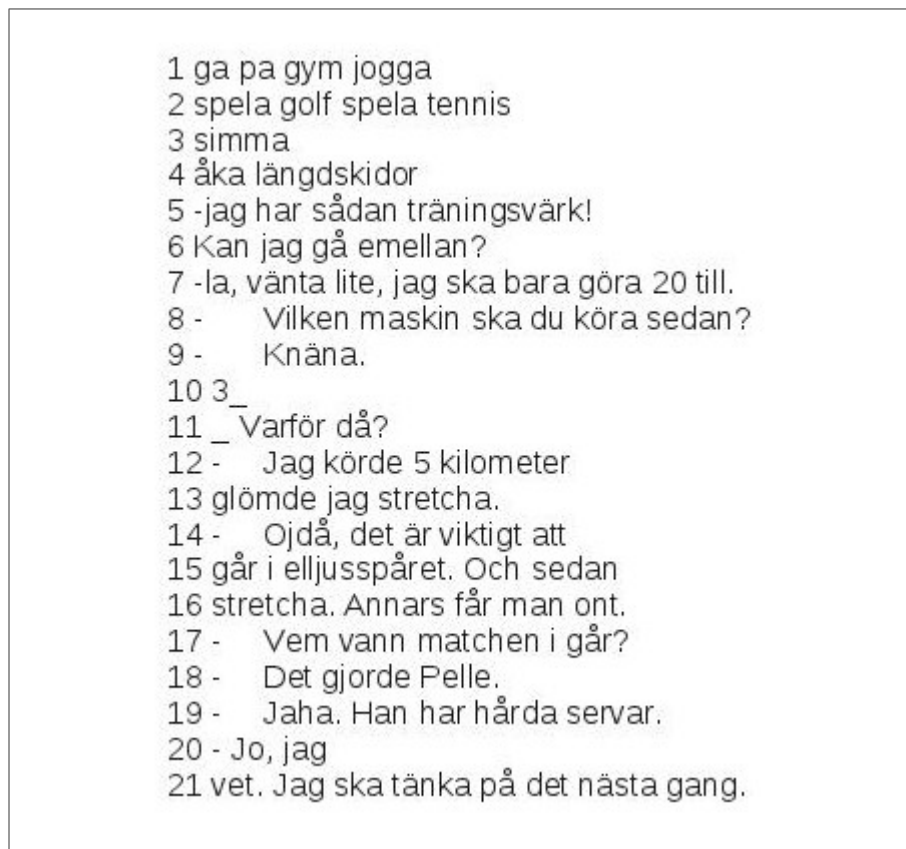 1 ga pa gym jogga
2 spela golf spela tennis
3 simma
4 åka längdskidor
5 -jag har sådan träningsvärk!
6 Kan jag gå emellan?
7 -la, vänta lite, jag ska bara göra 20 till.
8 - Vilken maskin ska du köra sedan?
9 - Knäna.
10 3_
11 _ Varför då?
12 - Jag körde 5 kilometer
13 glömde jag stretcha.
14 - Ojdå, det är viktigt att
15 går i elljusspåret. Och sedan
16 stretcha. Annars får man ont.
17 - Vem vann matchen i går?
18 - Det gjorde Pelle.
19 - Jaha. Han har hårda servar.
20 - Jo, jag
21 vet. Jag ska tänka på det nästa gang.